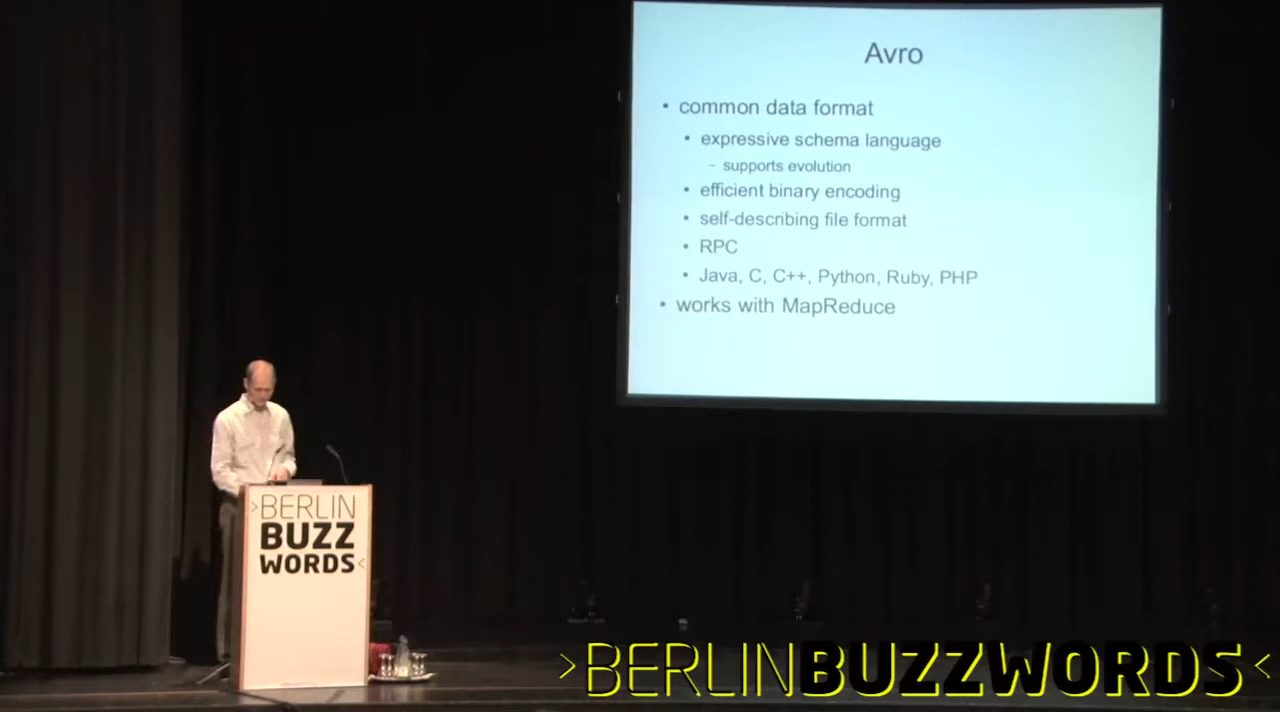 Avro
• common data format
• expressive schema language
– supports evolution
• efficient binary encoding
• self-describing file format
• RPC
• Java, C, C++, Python, Ruby, PHP
• works with MapReduce
>BERLIN
BUZZ
WORDS<
>BERLINBUZZWORDS<